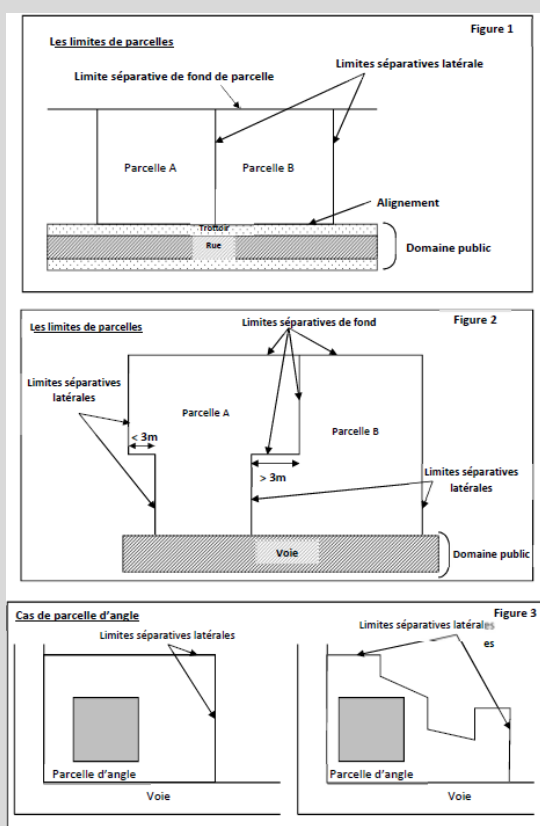 Figure 1
Les limites de parcelles
Limites séparatives latérale
Limite séparative de fond de parcelle
Parcelle A
Parcelle B
Alignement
Trottoir
Rue
Domaine public
Figure 2
Les limites de parcelles
Limites séparatives de fond
Limites séparatives
latérales
Parcelle A
< 3m
Parcelle B
> 3m
Limites séparatives
latérales
Voie
Domaine public
Figure 3
Cas de parcelle d'angle
Limites séparatives latérales
Parcelle d'angle
Voie
Limites séparatives latérales
es
Parcelle d'angle
Voie